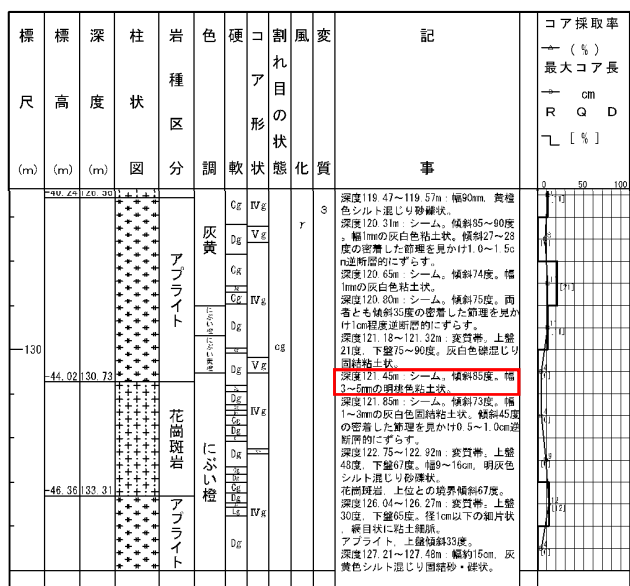 標 標 深 柱 岩 色 硬 コ 割 風 変 記 コア採取率
尺 高 度 状 種 ア れ (%)
(m) (m) (m) 図 区 調 軟 形 目 化 質 事 最大コア長
分 状 の cm
状 R Q D
態 [%]
0 50 100
40.24 126.50
深度119.47~119.57m:幅90mm、黄橙
色シルト混じり砂礫状。
深度120.31m:シーム。傾斜85~90度
。幅1mmの灰白色粘土状。傾斜27~28
度の密着した節理を見かけ1.0~1.5c
m逆断層的にずらす。
深度120.65m:シーム。傾斜74度。幅
1mmの灰白色粘土状。
深度120.80m:シーム。傾斜75度。両
者とも傾斜35度の密着した節理を見か
け1cm程度逆断層的にずらす。
深度121.18~121.32m:変質帯。上盤
21度、下盤75~90度。灰白色礫混じり
固結粘土状。
深度121.45m:シーム。傾斜85度。幅
3~5mmの明桃色粘土状。
深度121.85m:シーム。傾斜73度。幅
1~3mmの灰白色固結粘土状。傾斜45度
の密着した節理を見かけ0.5~1.0cm逆
断層的にずらす。
深度122.75~122.92m:変質帯。上盤
48度、下盤67度。幅9~16cm、明灰色
シルト混じり砂礫状。
花崗斑岩、上位との境界傾斜67度。
深度126.04~126.27m:変質帯。上盤
30度、下盤65度。径1cm以下の細片状
、網目状に粘土細脈。
アプライト、上盤傾斜33度。
深度127.21~127.48m:幅約15cm、灰
黄色シルト混じり固結砂・礫状。
130
44.02 130.73
46.36 133.31
アプライト
花崗斑岩
アプライト
灰黄
にぶい橙
Cg
Dg
Cg
Cg
Dg
Dg
Dg
Cg
Dg
Dg
Cg
Dg
Dg
Ⅳg
Ⅴg
Ⅳg
Ⅴg
Ⅳg
Ⅳg
cg
γ
3